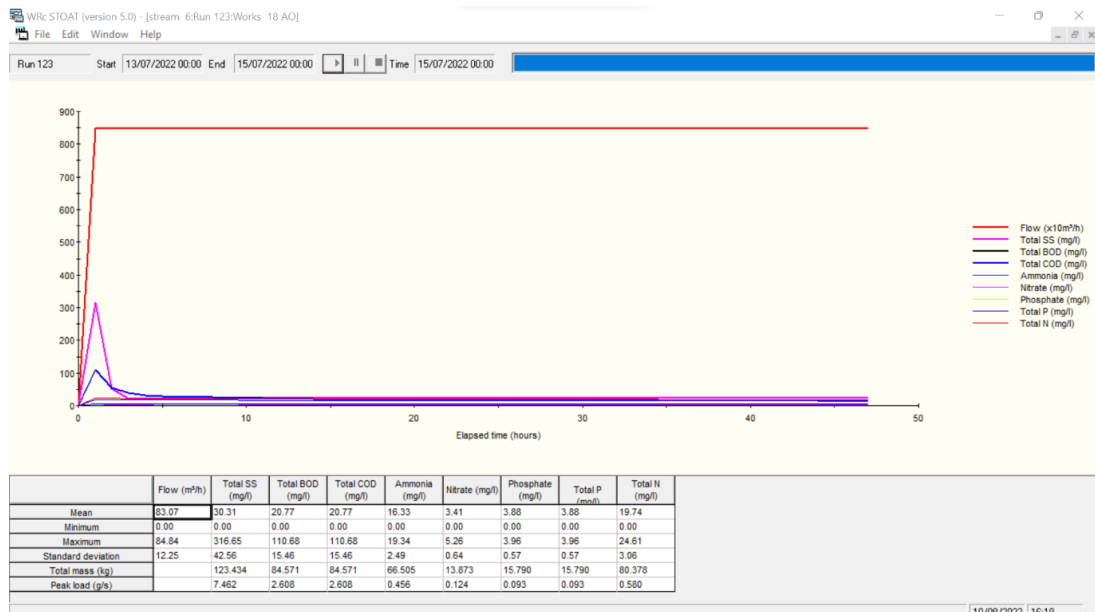 WRc STOAT (version 5.0) - [stream 6:Run 123:Works 18 AO]
File Edit Window Help
Run 123 Start 13/07/2022 00:00 End 15/07/2022 00:00 Time 15/07/2022 00:00
900
800
700
600
500
400
300
200
100
0
0 10 20 30 40 50
Elapsed time (hours)
Flow (x10m³/h)
Total SS (mg/l)
Total BOD (mg/l)
Total COD (mg/l)
Ammonia (mg/l)
Nitrate (mg/l)
Phosphate (mg/l)
Total P (mg/l)
Total N (mg/l)
Flow (m³/h) Total SS (mg/l) Total BOD (mg/l) Total COD (mg/l) Ammonia (mg/l) Nitrate (mg/l) Phosphate (mg/l) Total P (mg/l) Total N (mg/l)
Mean 83.07 30.31 20.77 20.77 16.33 3.41 3.88 3.88 19.74
Minimum 0.00 0.00 0.00 0.00 0.00 0.00 0.00 0.00 0.00
Maximum 84.84 316.65 110.68 110.68 19.34 5.26 3.96 3.96 24.61
Standard deviation 12.25 42.56 15.46 15.46 2.49 0.64 0.57 0.57 3.06
Total mass (kg) 123.434 84.571 84.571 66.505 13.873 15.790 15.790 80.378
Peak load (g/s) 7.462 2.608 2.608 0.456 0.124 0.093 0.093 0.580